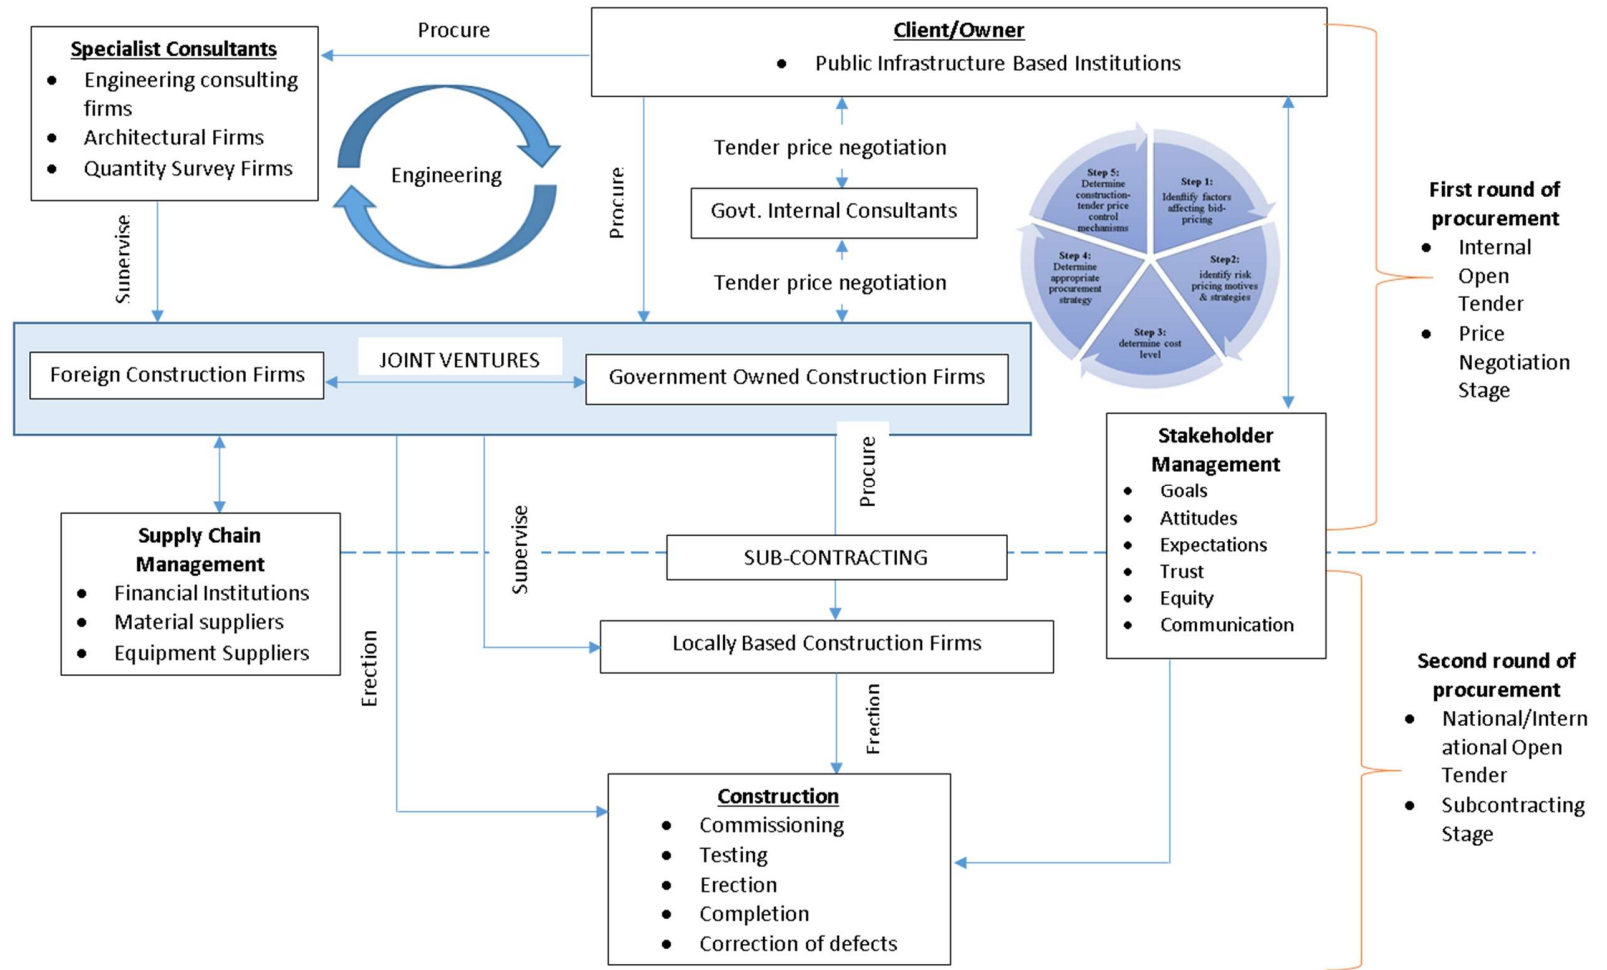 Procure
Client/Owner
● Public Infrastructure Based Institutions
Specialist Consultants
● Engineering consulting
firms
● Architectural Firms
● Quantity Survey Firms
Engineering
Supervise
Procure
Tender price negotiation
Govt. Internal Consultants
Tender price negotiation
Step 1:
Idenftify factors
affecting bid-
pricing
Step2:
identify risk
pricing motives
& strategies
Step 3:
determine cost
level
Step 4:
Determine
appropriate
procurement
strategy
Step 5:
Determine
construction-
tender price
control
mechanisms
First round of
procurement
● Internal
Open
Tender
● Price
Negotiation
Stage
JOINT VENTURES
Foreign Construction Firms
Government Owned Construction Firms
Procure
Stakeholder
Management
● Goals
● Attitudes
● Expectations
● Trust
● Equity
● Communication
Supply Chain
Management
● Financial Institutions
● Material suppliers
● Equipment Suppliers
Supervise
SUB-CONTRACTING
Locally Based Construction Firms
Erection
Erection
Second round of
procurement
● National/Intern
ational Open
Tender
● Subcontracting
Stage
Construction
● Commissioning
● Testing
● Erection
● Completion
● Correction of defects